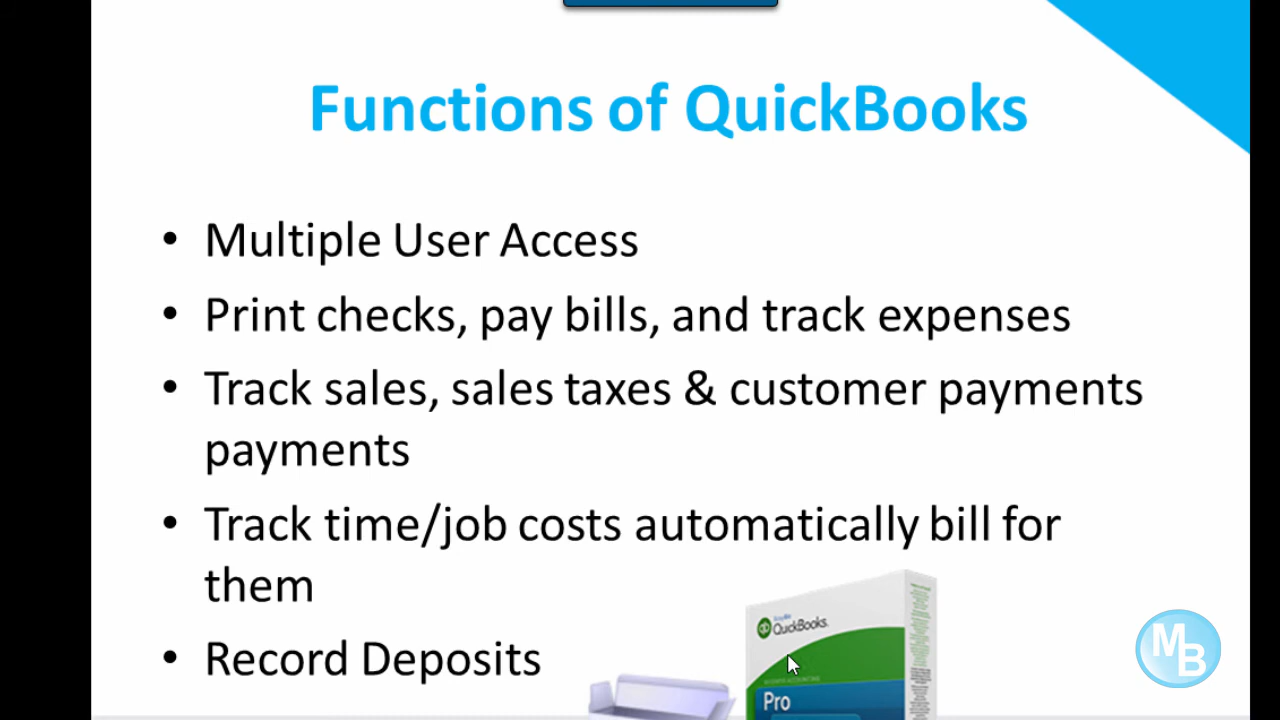 Functions of QuickBooks
• Multiple User Access
• Print checks, pay bills, and track expenses
• Track sales, sales taxes & customer payments
payments
• Track time/job costs automatically bill for
them
• Record Deposits
QuickBooks.
Pro
MB